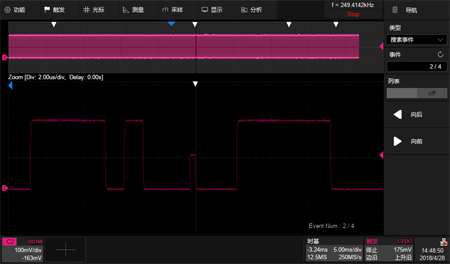 功能 触发 光标 测量 采样 显示 分析 f = 249.4142kHz 导航
Stop
类型
搜索事件
事件
2 / 4
Zoom [Div: 2.00us/div, Delay: 0.00s]
列表
off
向后
向前
Event Num : 2 / 4
C2 DC1M
100mV/div
-163mV
时基
-3.24ms 5.00ms/div
12.5MS 250MS/s
触发 C2 DC
停止 175mV
边沿 上升沿
14:48:50
2018/4/28